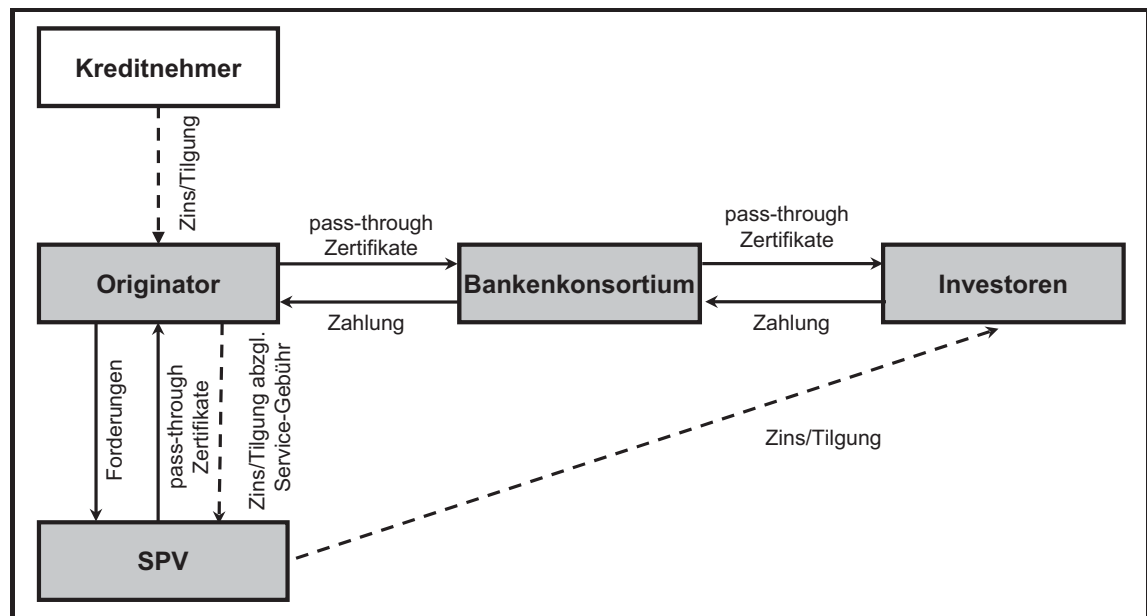 Kreditnehmer
Zins/Tilgung
pass-through
Zertifikate
pass-through
Zertifikate
Originator
Bankenkonsortium
Investoren
Zahlung
Zahlung
Forderungen
pass-through
Zertifikate
Zins/Tilgung abzgl.
Service-Gebühr
Zins/Tilgung
SPV